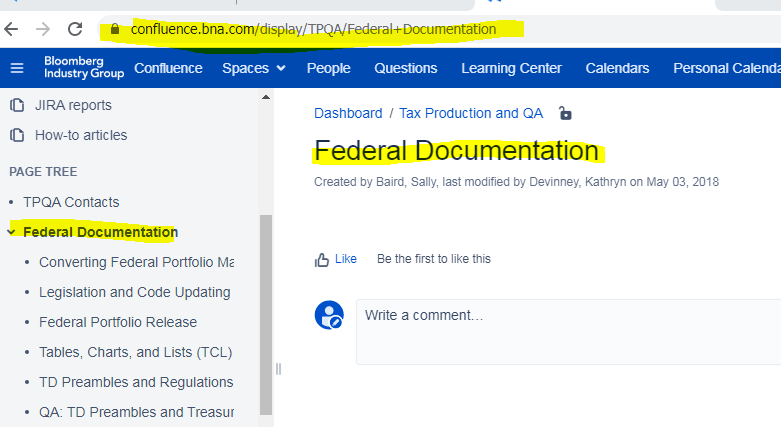 confluence.bna.com/display/TPQA/Federal+Documentation
Bloomberg
Industry Group
Confluence Spaces People Questions Learning Center Calendars Personal Calenda
JIRA reports
How-to articles
PAGE TREE
TPQA Contacts
Federal Documentation
Converting Federal Portfolio Ma
Legislation and Code Updating
Federal Portfolio Release
Tables, Charts, and Lists (TCL)
TD Preambles and Regulations
QA: TD Preambles and Treasur
Dashboard / Tax Production and QA
Federal Documentation
Created by Baird, Sally, last modified by Devinney, Kathryn on May 03, 2018
Like Be the first to like this
Write a comment…